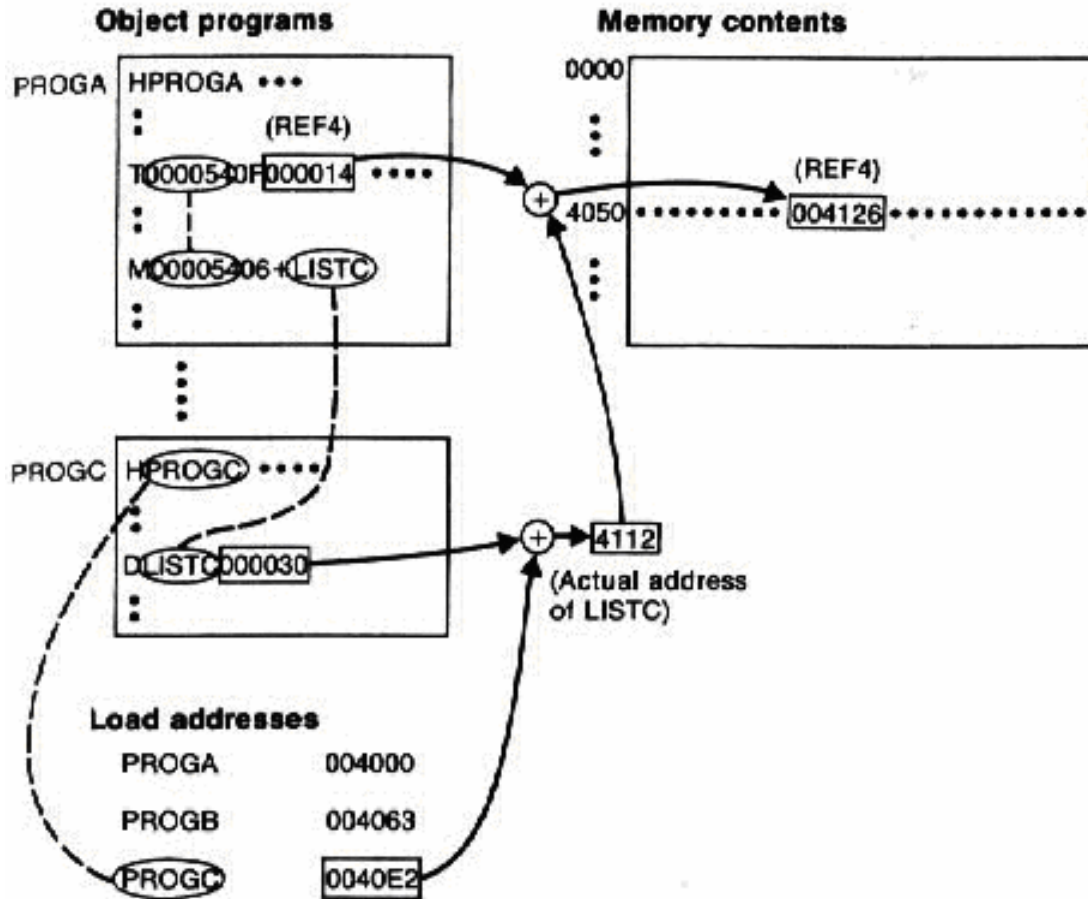 Object programs
Memory contents
PROGA
HPROGA ••••
0000
(REF4)
T0000540F000014 ••••
(REF4)
4050 004126
M00005406+LISTC
PROGC
HPROGC •••••
4112
DLISTC000030
(Actual address
of LISTC)
Load addresses
PROGA 004000
PROGB 004063
PROGC 0040E2